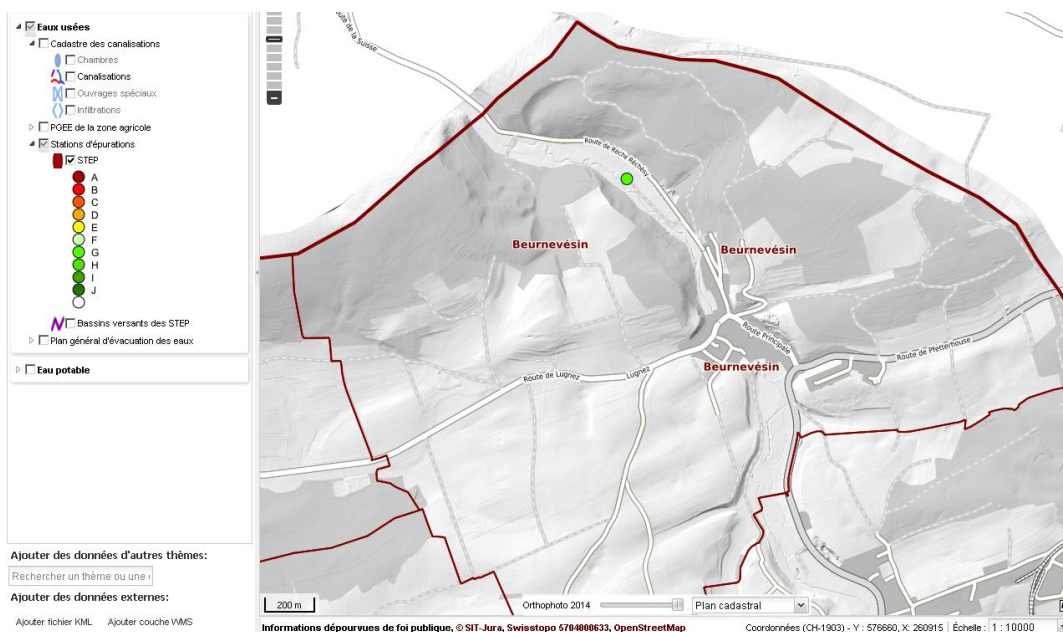 Eaux usées
Cadastre des canalisations
Chambres
Canalisations
Ouvrages spéciaux
Infiltrations
PGEE de la zone agricole
Stations d'épurations
STEP
A
B
C
D
E
F
G
H
I
J
Bassins versants des STEP
Plan général d'évacuation des eaux
Eau potable
Ajouter des données d'autres thèmes:
Rechercher un thème ou une
Ajouter des données externes:
Ajouter fichier KML Ajouter couche WMS
Route de la Suisse
Route de Réche Réchésy
Beurnevésin
Beurnevésin
Route Principale
Route de Pfetterhouse
Beurnevésin
Route de Lugnez
Lugnez
200 m
Orthophoto 2014
Plan cadastral
Informations dépourvues de foi publique, © SIT-Jura, Swisstopo 5704000633, OpenStreetMap
Coordonnées (CH-1903) - Y : 576660, X: 260915
Échelle : 1 : 10000